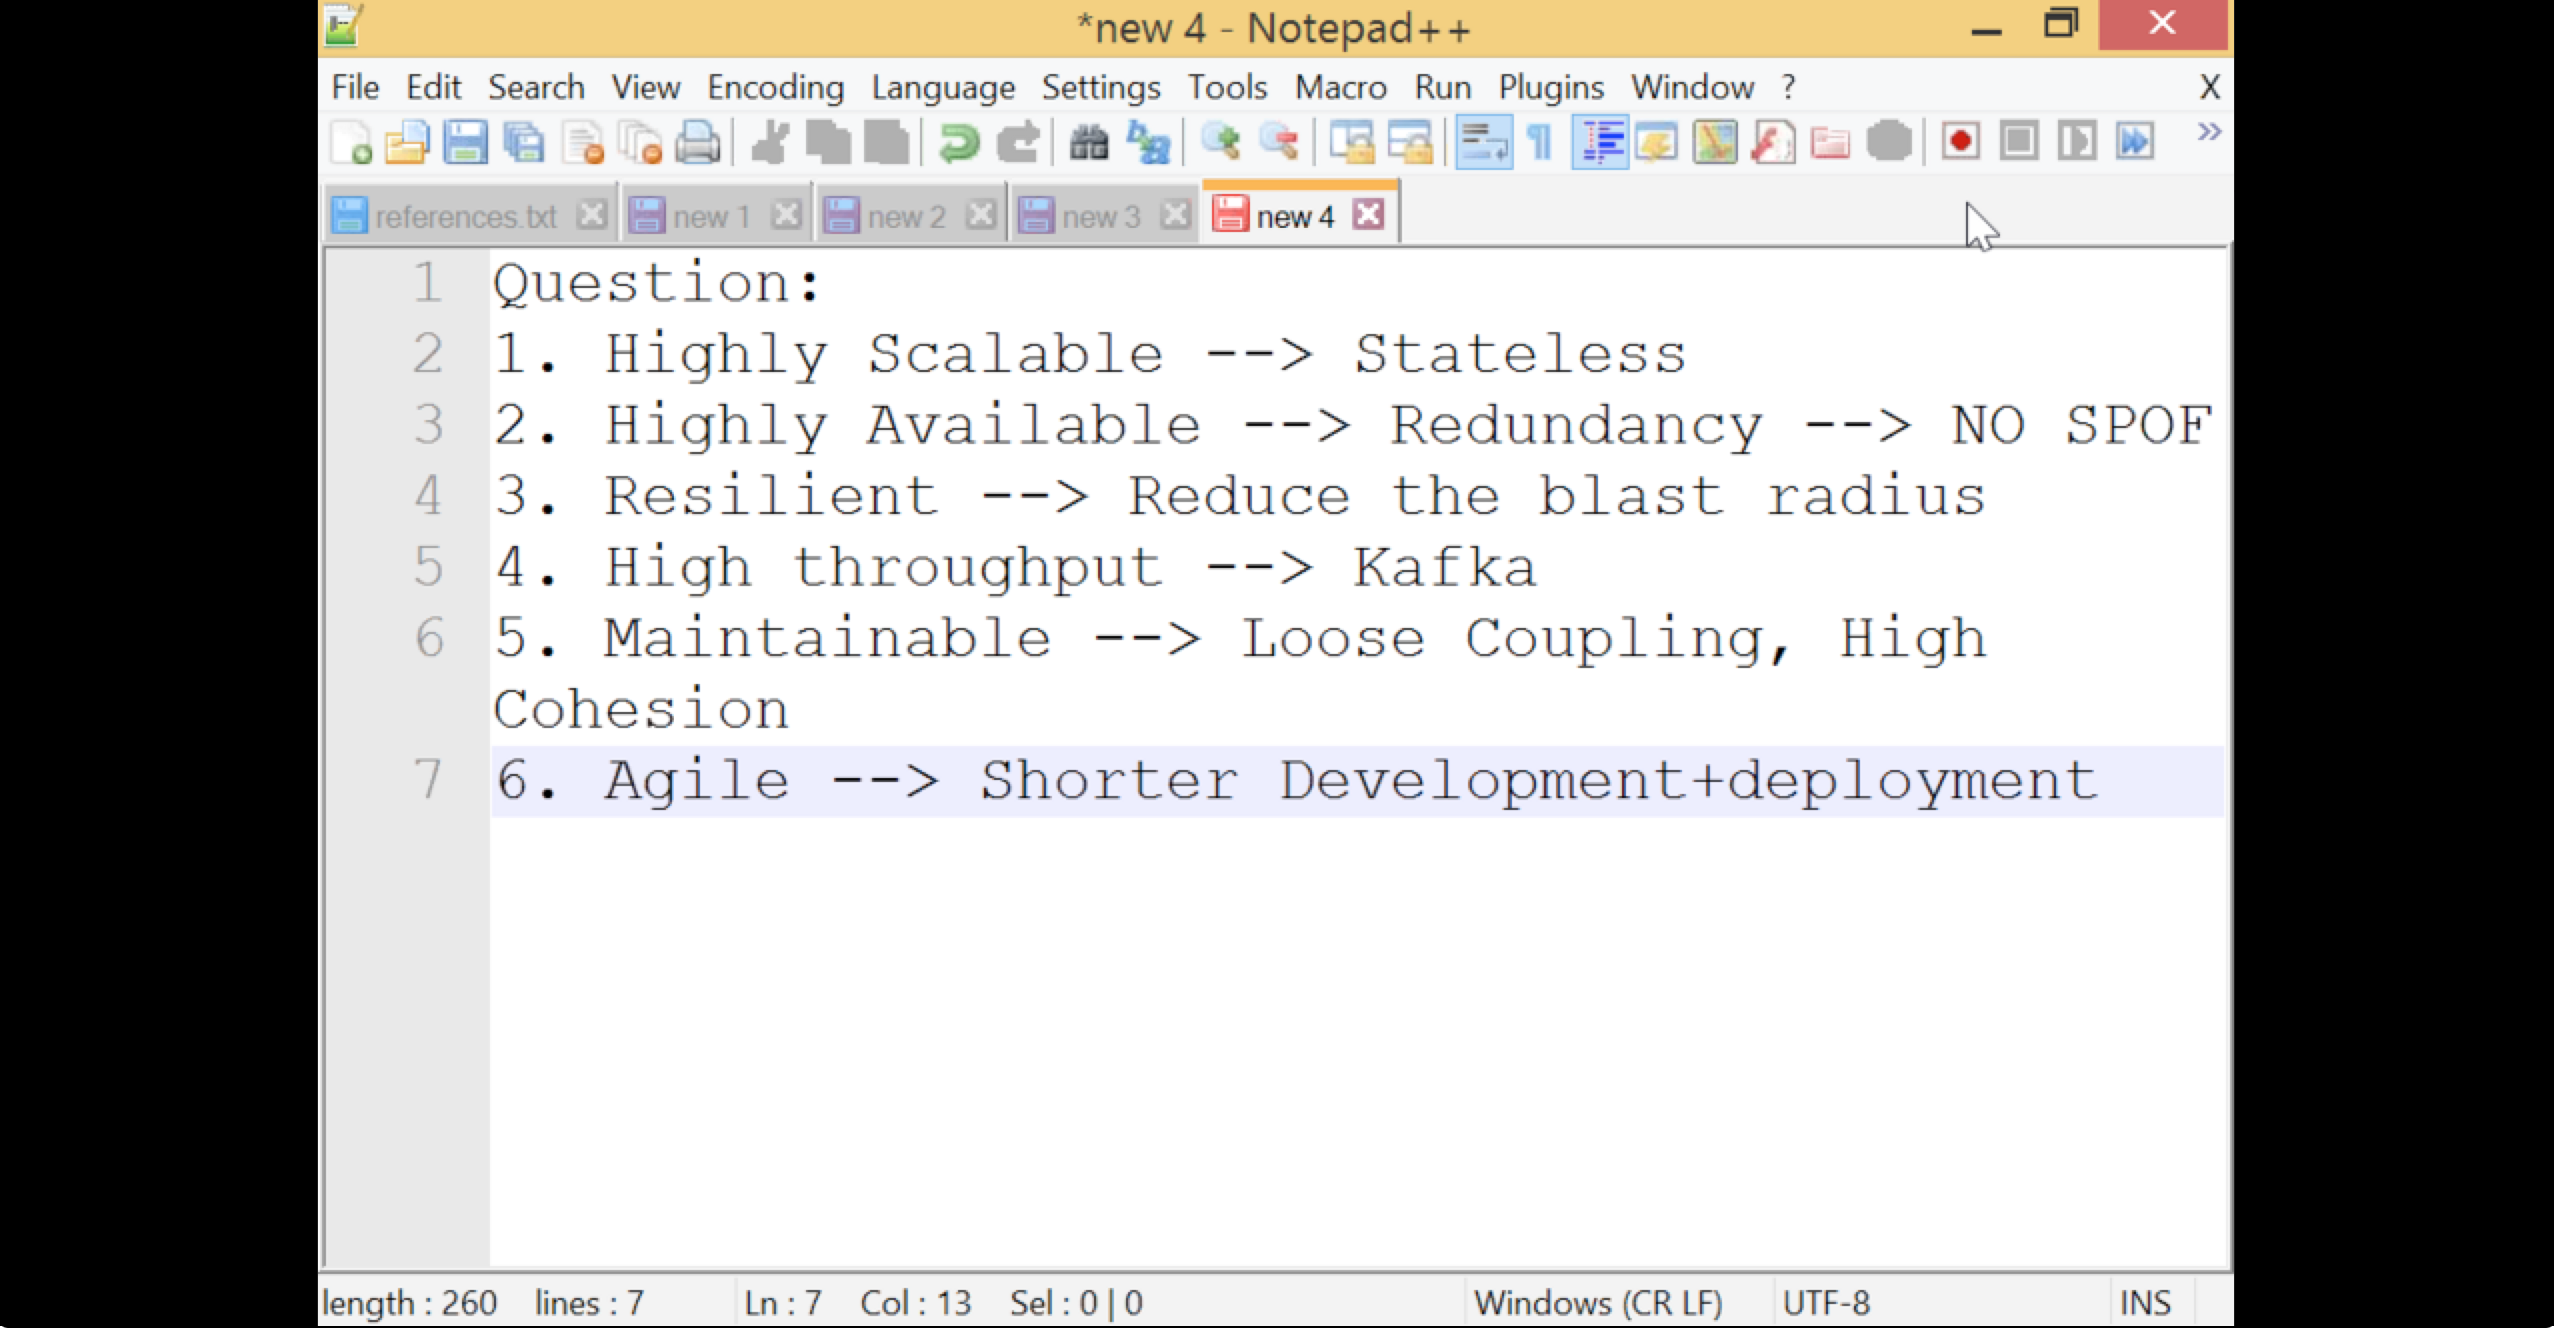 *new 4 - Notepad++
File Edit Search View Encoding Language Settings Tools Macro Run Plugins Window ? X
references.txt new 1 new 2 new 3 new 4
1 Question:
2 1. Highly Scalable --> Stateless
3 2. Highly Available --> Redundancy --> NO SPOF
4 3. Resilient --> Reduce the blast radius
5 4. High throughput --> Kafka
6 5. Maintainable --> Loose Coupling, High
Cohesion
7 6. Agile --> Shorter Development+deployment
length : 260 lines : 7 Ln : 7 Col : 13 Sel : 0 | 0 Windows (CR LF) UTF-8 INS